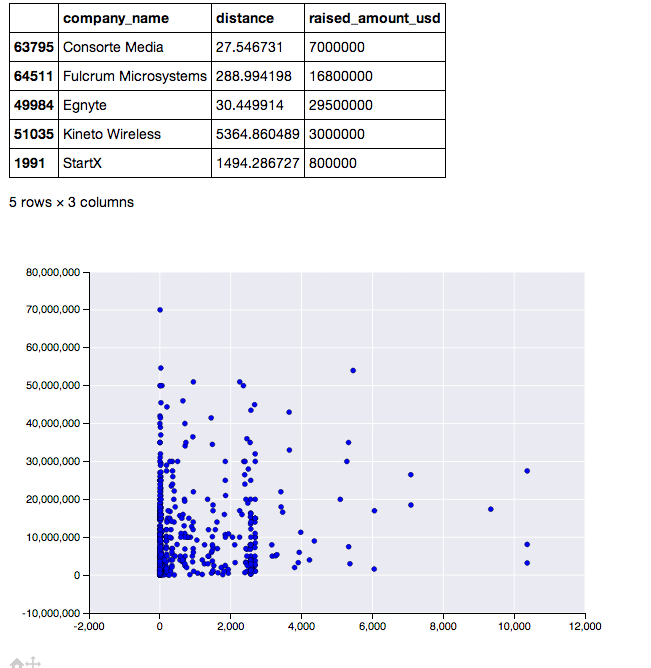 company_name distance raised_amount_usd
63795 Consorte Media 27.546731 7000000
64511 Fulcrum Microsystems 288.994198 16800000
49984 Egnyte 30.449914 29500000
51035 Kineto Wireless 5364.860489 3000000
1991 StartX 1494.286727 800000
5 rows × 3 columns
80,000,000
70,000,000
60,000,000
50,000,000
40,000,000
30,000,000
20,000,000
10,000,000
0
-10,000,000
-2,000 0 2,000 4,000 6,000 8,000 10,000 12,000